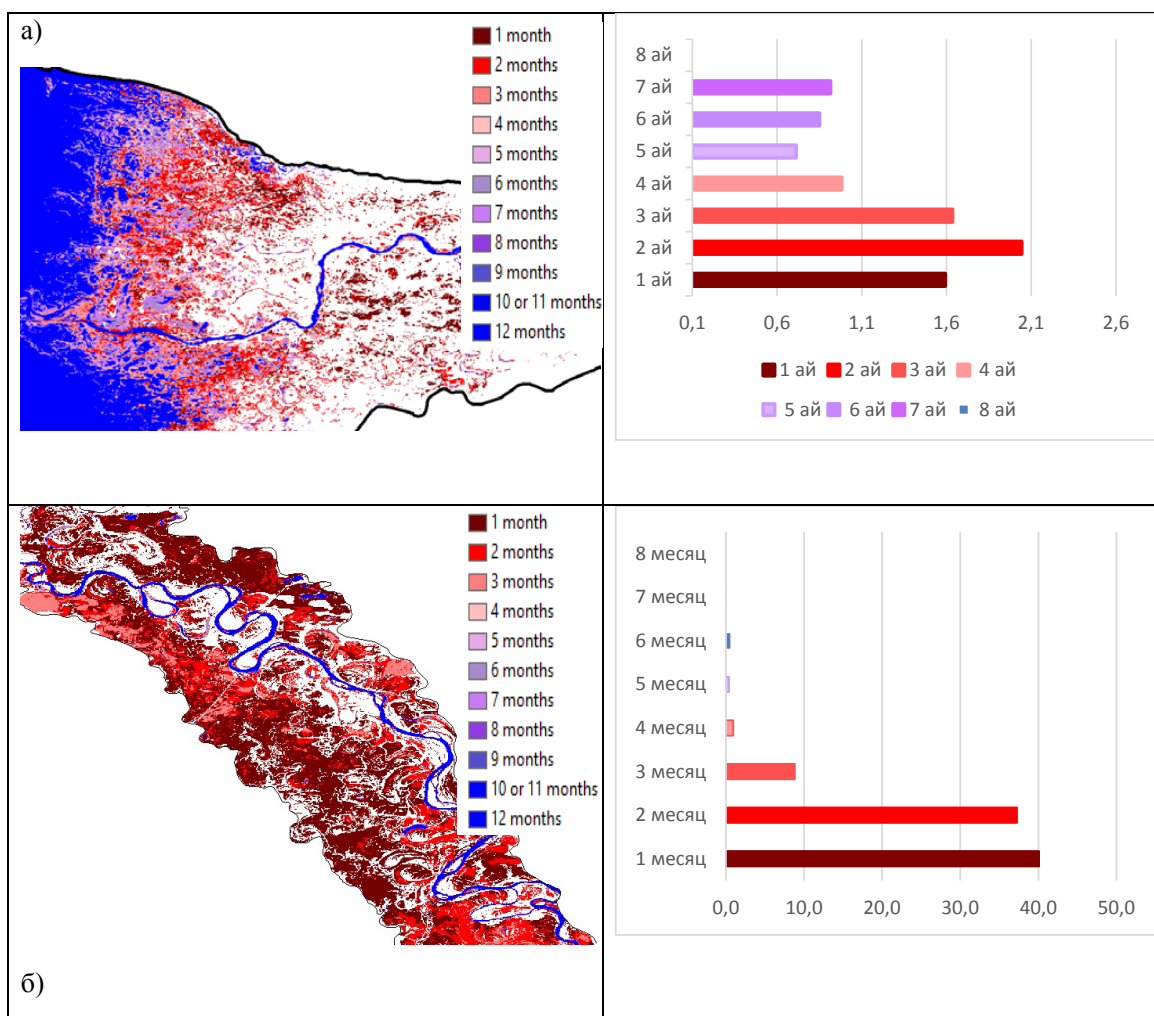 а)
1 month
2 months
3 months
4 months
5 months
6 months
7 months
8 months
9 months
10 or 11 months
12 months
8 ай
7 ай
6 ай
5 ай
4 ай
3 ай
2 ай
1 ай
0,1 0,6 1,1 1,6 2,1 2,6
1 ай 2 ай 3 ай 4 ай
5 ай 6 ай 7 ай 8 ай
1 month
2 months
3 months
4 months
5 months
6 months
7 months
8 months
9 months
10 or 11 months
12 months
б)
8 месяц
7 месяц
6 месяц
5 месяц
4 месяц
3 месяц
2 месяц
1 месяц
0,0 10,0 20,0 30,0 40,0 50,0